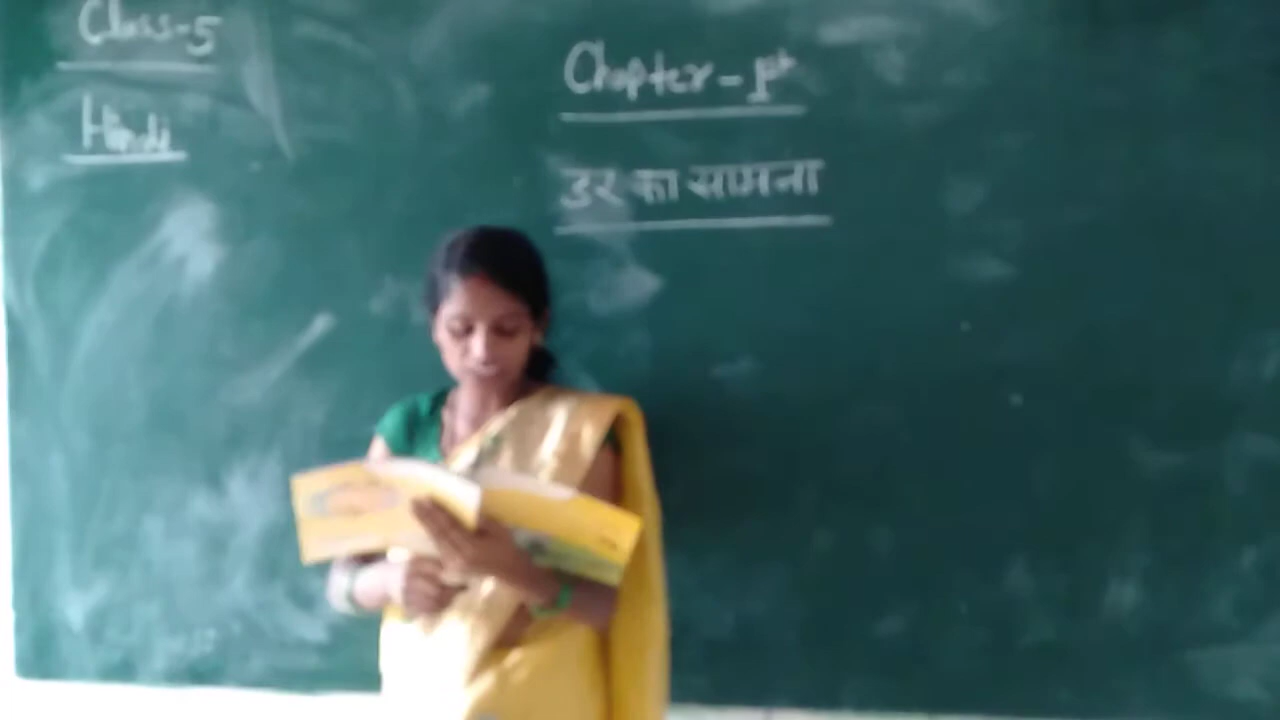 Class-5
Hindi
Chapter-1st
डर का सामना